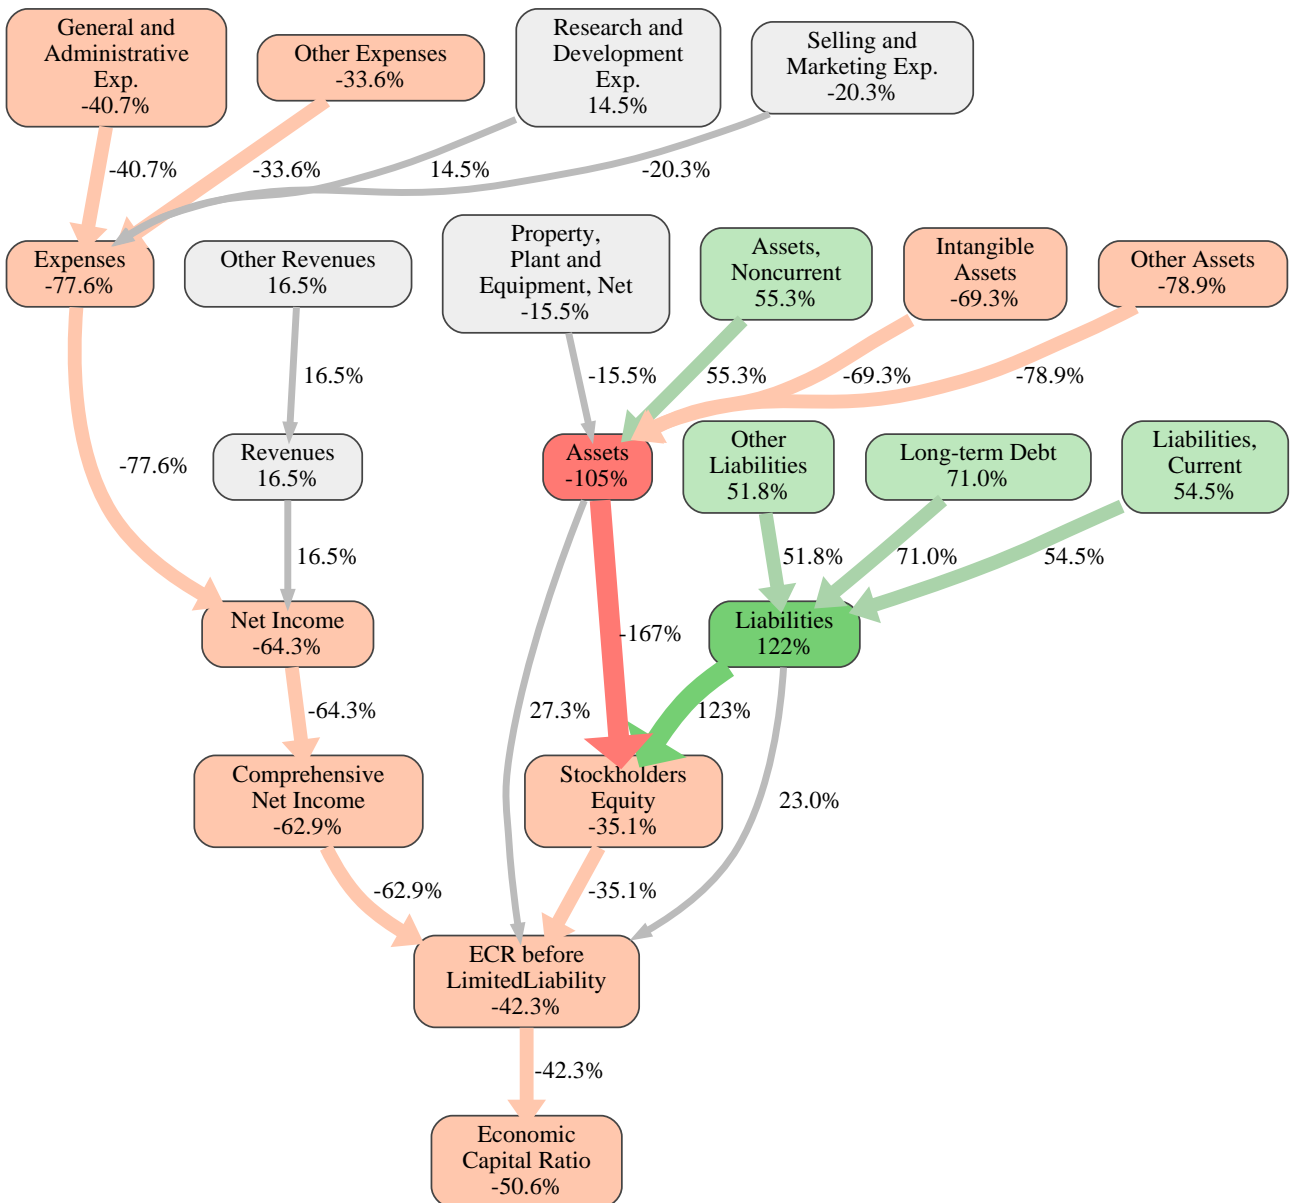 General and
Administrative
Exp.
-40.7%
Other Expenses
-33.6%
Research and
Development
Exp.
14.5%
Selling and
Marketing Exp.
-20.3%
-40.7%
-33.6%
14.5%
-20.3%
Expenses
-77.6%
Other Revenues
16.5%
Property,
Plant and
Equipment, Net
-15.5%
Assets,
Noncurrent
55.3%
Intangible
Assets
-69.3%
Other Assets
-78.9%
16.5%
-15.5%
55.3%
-69.3%
-78.9%
-77.6%
Revenues
16.5%
Assets
-105%
Other
Liabilities
51.8%
Long-term Debt
71.0%
Liabilities,
Current
54.5%
16.5%
51.8%
71.0%
54.5%
Net Income
-64.3%
-167%
Liabilities
122%
-64.3%
27.3%
123%
Comprehensive
Net Income
-62.9%
Stockholders
Equity
-35.1%
23.0%
-62.9%
-35.1%
ECR before
LimitedLiability
-42.3%
-42.3%
Economic
Capital Ratio
-50.6%